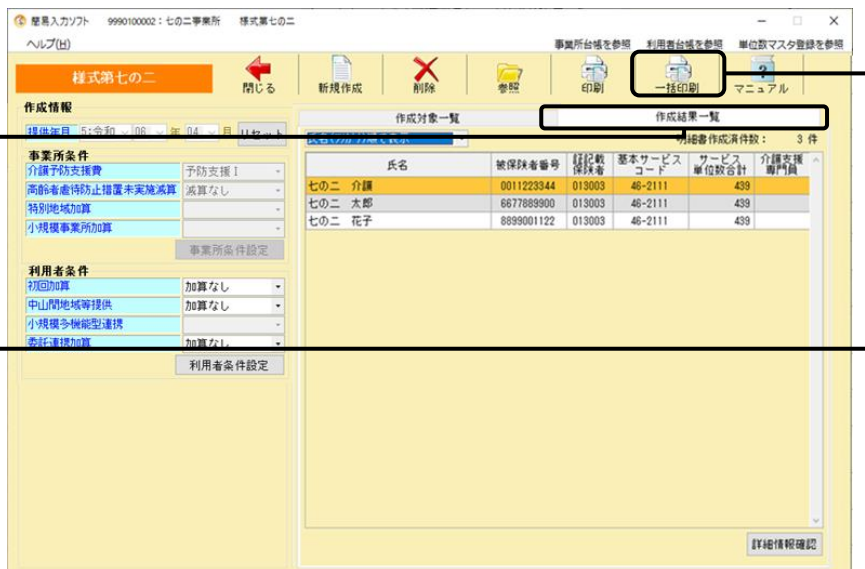 簡易入力ソフト　9990100002：七の二事業所　様式第七の二
ヘルプ(H)
事業所台帳を参照　利用者台帳を参照　単位数マスタ登録を参照
様式第七の二
閉じる　新規作成　削除　参照　印刷　一括印刷　マニュアル
作成情報
提供年月　5:令和　06　年　04　月　リセット
作成対象一覧　作成結果一覧
明細書作成済件数：　3 件
事業所条件
介護予防支援費　予防支援Ⅰ
高齢者虐待防止措置未実施減算　減算なし
特別地域加算
小規模事業所加算
事業所条件設定
利用者条件
初回加算　加算なし
中山間地域等提供　加算なし
小規模多機能型連携
委託連携加算　加算なし
利用者条件設定
氏名　被保険者番号　証記載保険者　基本サービスコード　サービス単位数合計　介護支援専門員
七の二　介護　0011223344　013003　46-2111　439
七の二　太郎　6677889900　013003　46-2111　439
七の二　花子　8899001122　013003　46-2111　439
詳細情報確認